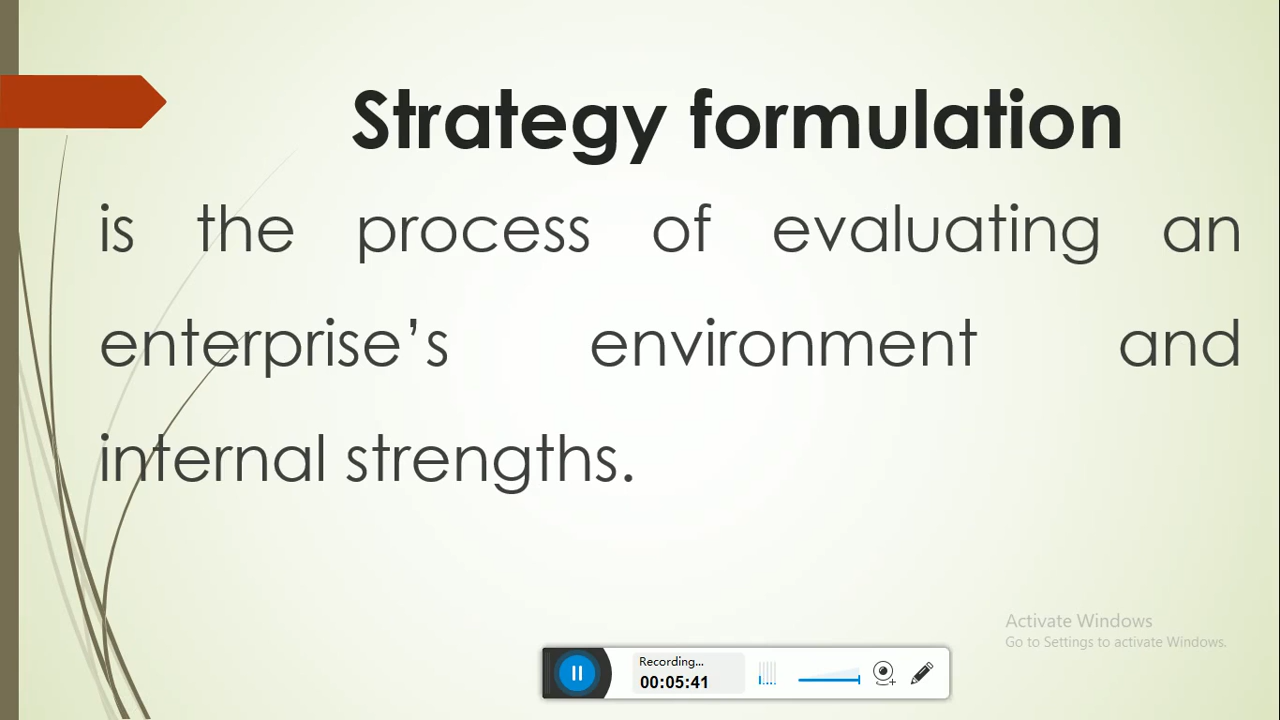 Strategy formulation
is the process of evaluating an
enterprise’s environment and
internal strengths.
Activate Windows
Go to Settings to activate Windows.
Recording...
00:05:41